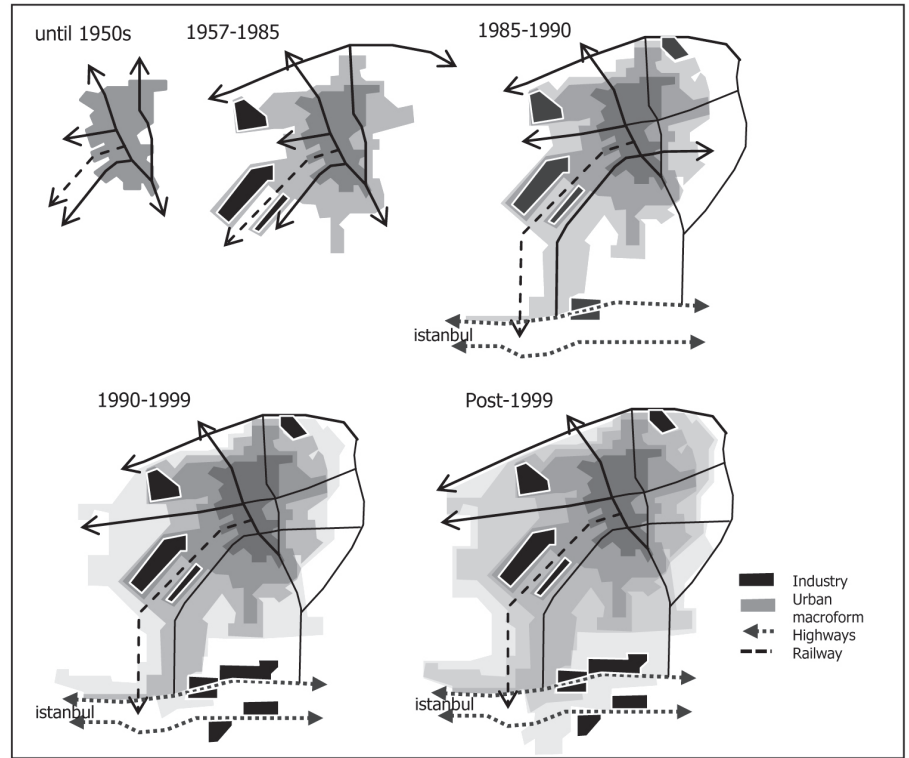 until 1950s
1957-1985
1985-1990
istanbul
1990-1999
Post-1999
istanbul
istanbul
Industry
Urban
macroform
Highways
Railway